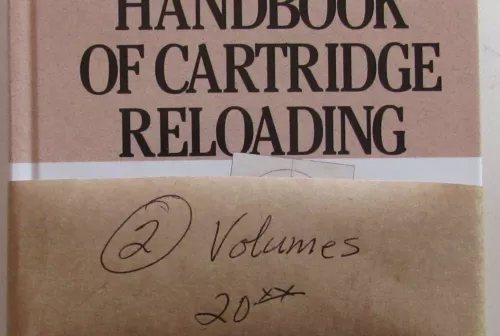 HANDBOOK
OF CARTRIDGE
RELOADING
2 Volumes
20xx